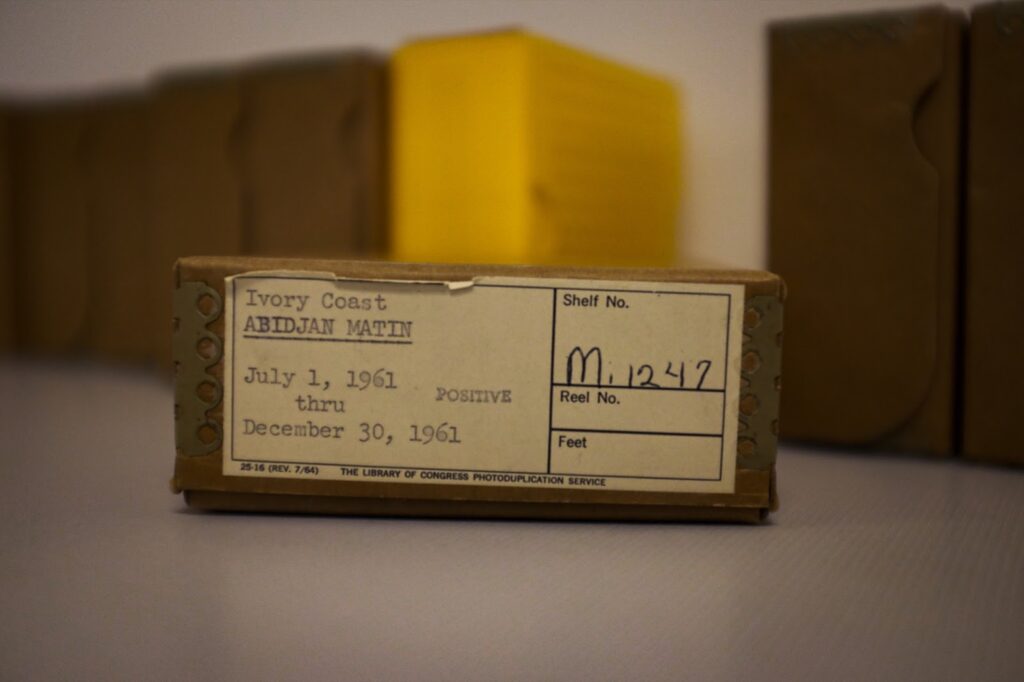 Ivory Coast
ABIDJAN MATIN
July 1, 1961
thru
POSITIVE
December 30, 1961
Shelf No.
M. 1247
Reel No.
Feet
25-16 (REV. 7/64) THE LIBRARY OF CONGRESS PHOTODUPLICATION SERVICE